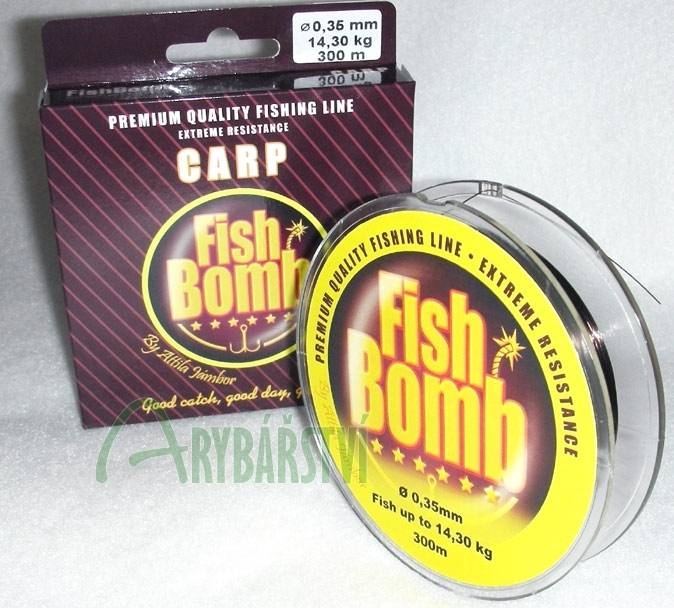 Ø 0,35 mm
14,30 kg
300 m
PREMIUM QUALITY FISHING LINE
EXTREME RESISTANCE
CARP
Fish
Bomb
By Attila Jámbor
Good catch, good day,
ARYBÁŘSTVÍ
PREMIUM QUALITY FISHING LINE • EXTREME RESISTANCE
Fish
Bomb
Ø 0,35mm
Fish up to 14,30 kg
300m